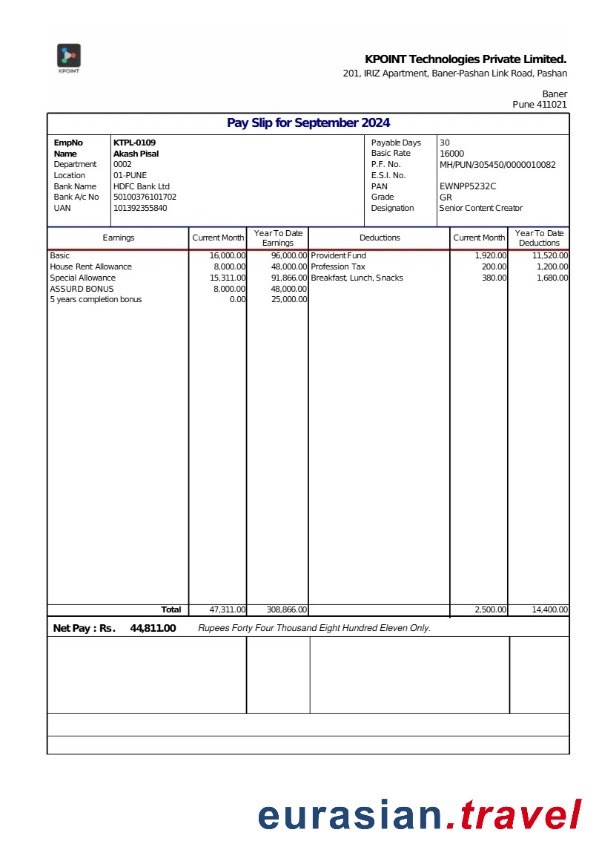 KPOINT
KPOINT Technologies Private Limited.
201, IRIZ Apartment, Baner-Pashan Link Road, Pashan
Baner
Pune 411021
Pay Slip for September 2024
EmpNo KTPL-0109 Payable Days 30
Name Akash Pisal Basic Rate 16000
Department 0002 P.F. No. MH/PUN/305450/0000010082
Location 01-PUNE E.S.I. No.
Bank Name HDFC Bank Ltd PAN EWNPP5232C
Bank A/c No 50100376101702 Grade GR
UAN 101392355840 Designation Senior Content Creator
Earnings Current Month Year To Date Earnings Deductions Current Month Year To Date Deductions
Basic 16,000.00 96,000.00 Provident Fund 1,920.00 11,520.00
House Rent Allowance 8,000.00 48,000.00 Profession Tax 200.00 1,200.00
Special Allowance 15,311.00 91,866.00 Breakfast, Lunch, Snacks 380.00 1,680.00
ASSURD BONUS 8,000.00 48,000.00
5 years completion bonus 0.00 25,000.00
Total 47,311.00 308,866.00 2,500.00 14,400.00
Net Pay : Rs. 44,811.00 Rupees Forty Four Thousand Eight Hundred Eleven Only.
eurasian.travel